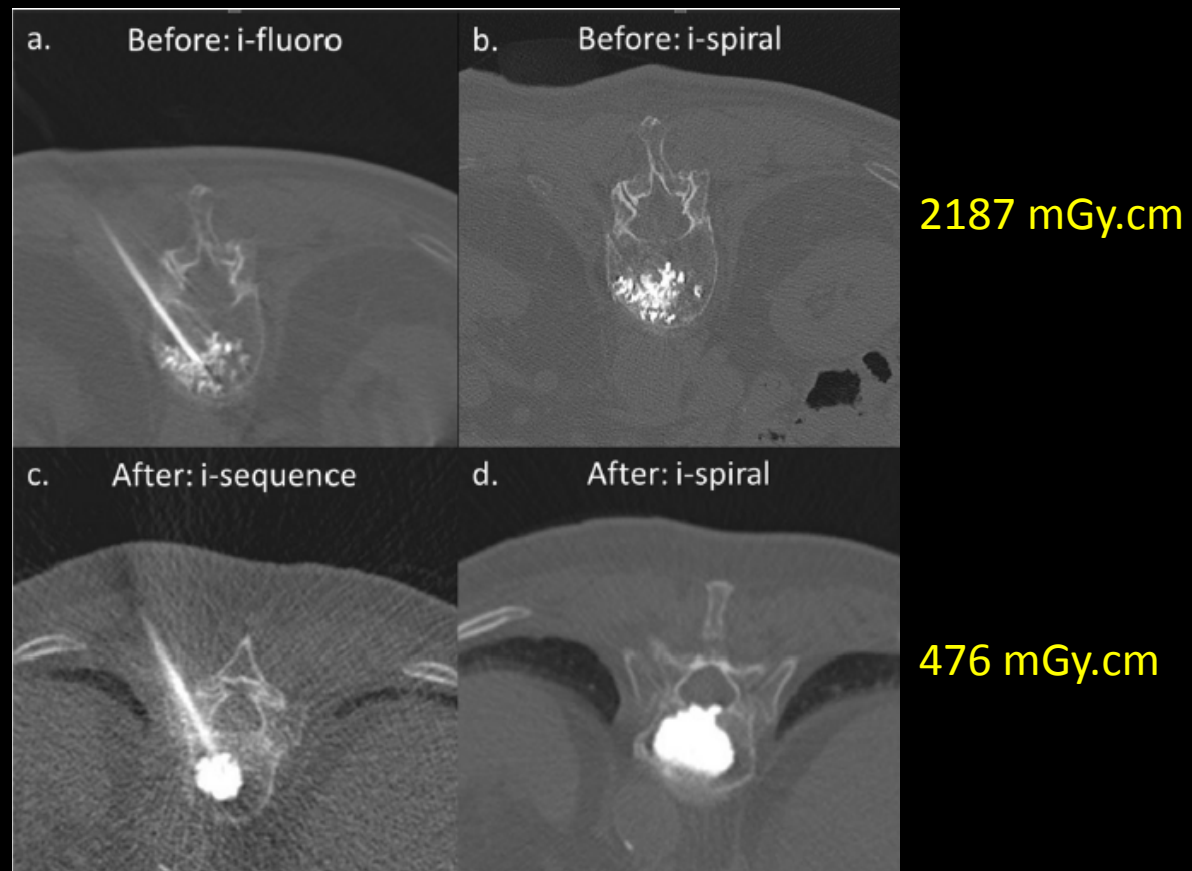 a. Before: i-fluoro
b. Before: i-spiral
2187 mGy.cm
c. After: i-sequence
d. After: i-spiral
476 mGy.cm